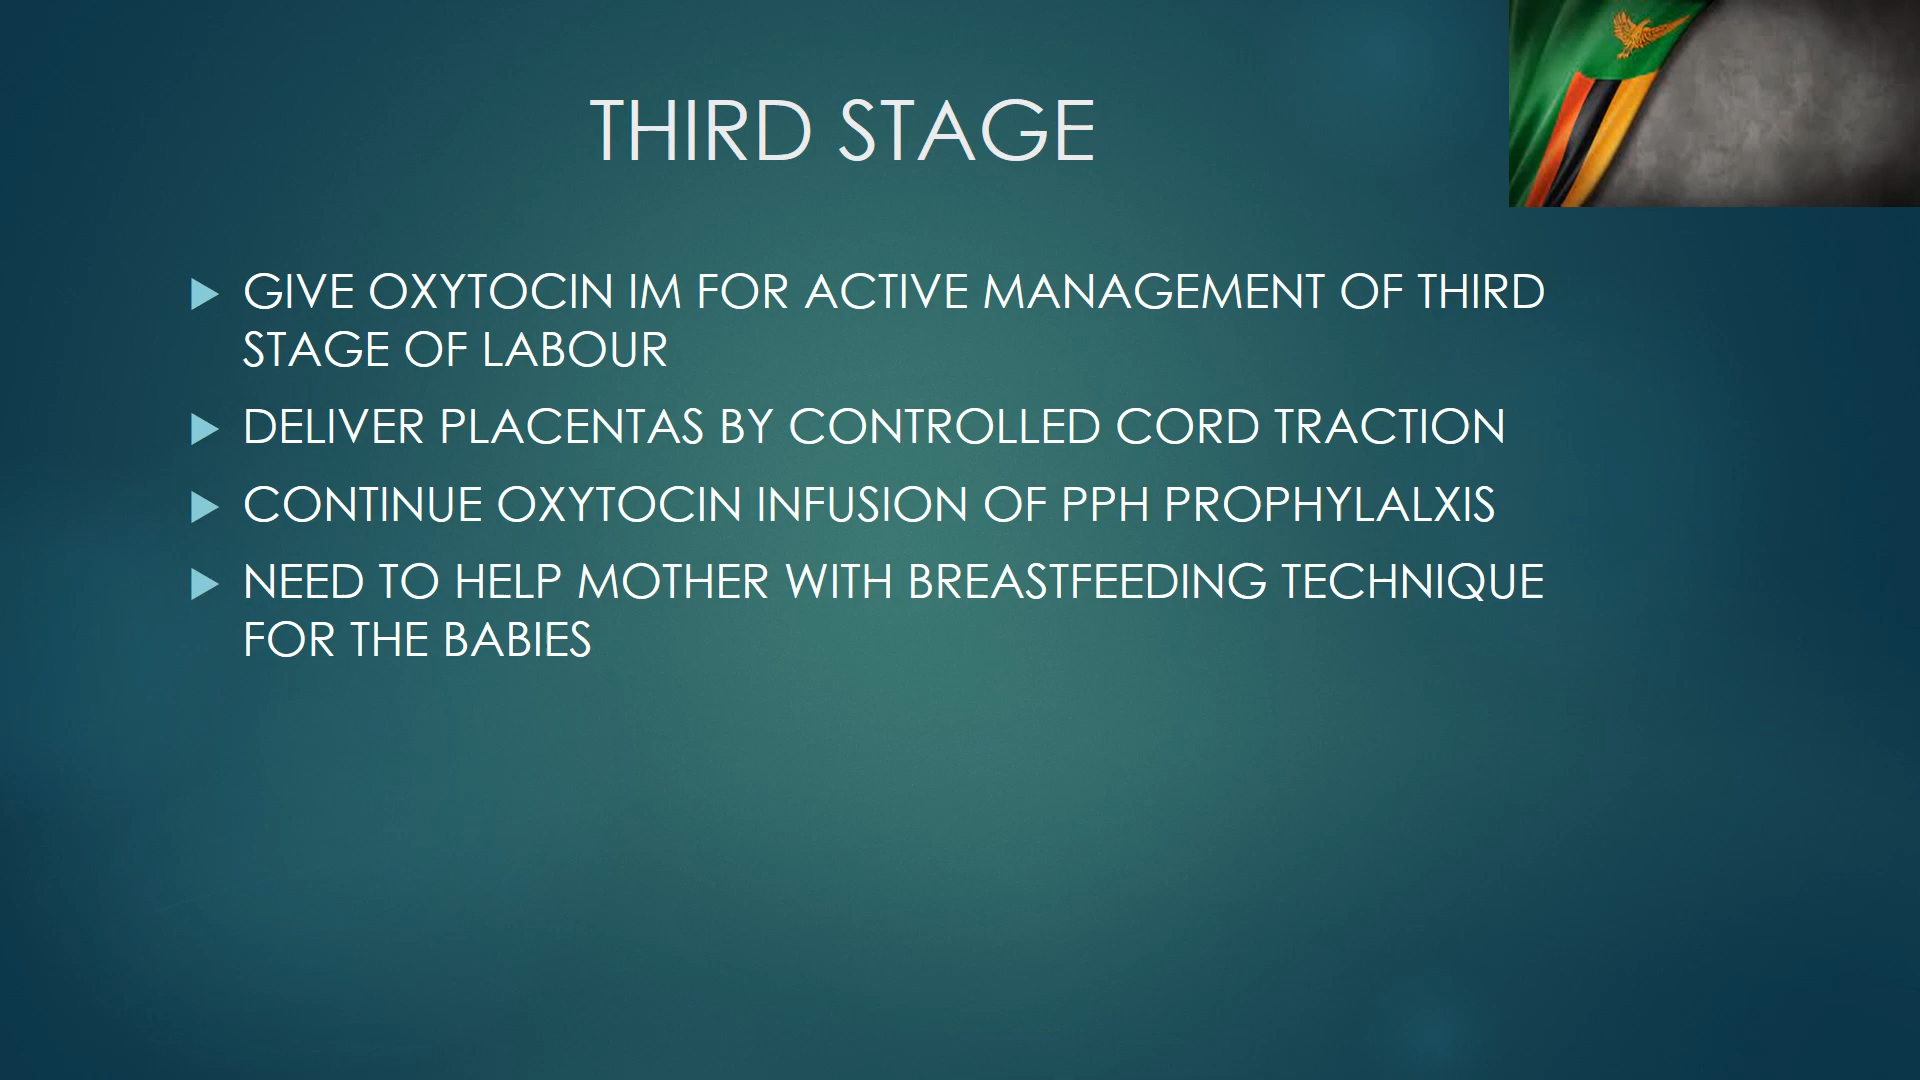 THIRD STAGE
GIVE OXYTOCIN IM FOR ACTIVE MANAGEMENT OF THIRD
STAGE OF LABOUR
DELIVER PLACENTAS BY CONTROLLED CORD TRACTION
CONTINUE OXYTOCIN INFUSION OF PPH PROPHYLALXIS
NEED TO HELP MOTHER WITH BREASTFEEDING TECHNIQUE
FOR THE BABIES